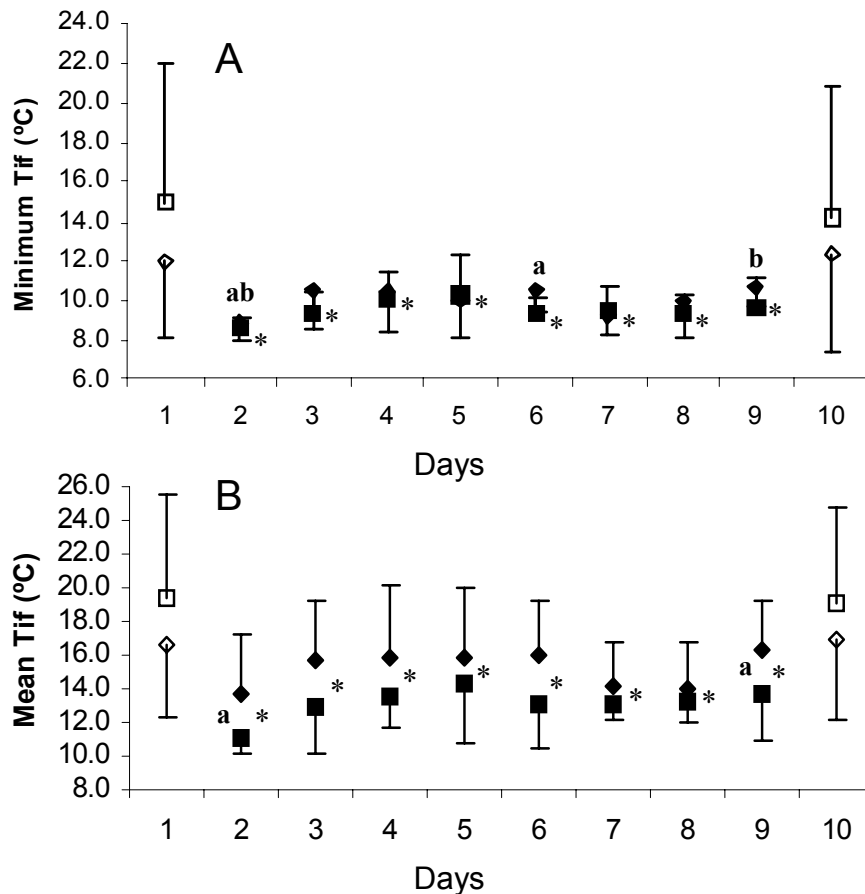 A
Minimum Tif (ºC)
24.0
22.0
20.0
18.0
16.0
14.0
12.0
10.0
8.0
6.0
ab
a
b
* * * * * * * *
1 2 3 4 5 6 7 8 9 10
Days
B
Mean Tif (ºC)
26.0
24.0
22.0
20.0
18.0
16.0
14.0
12.0
10.0
8.0
a
a
* * * * * * * *
1 2 3 4 5 6 7 8 9 10
Days